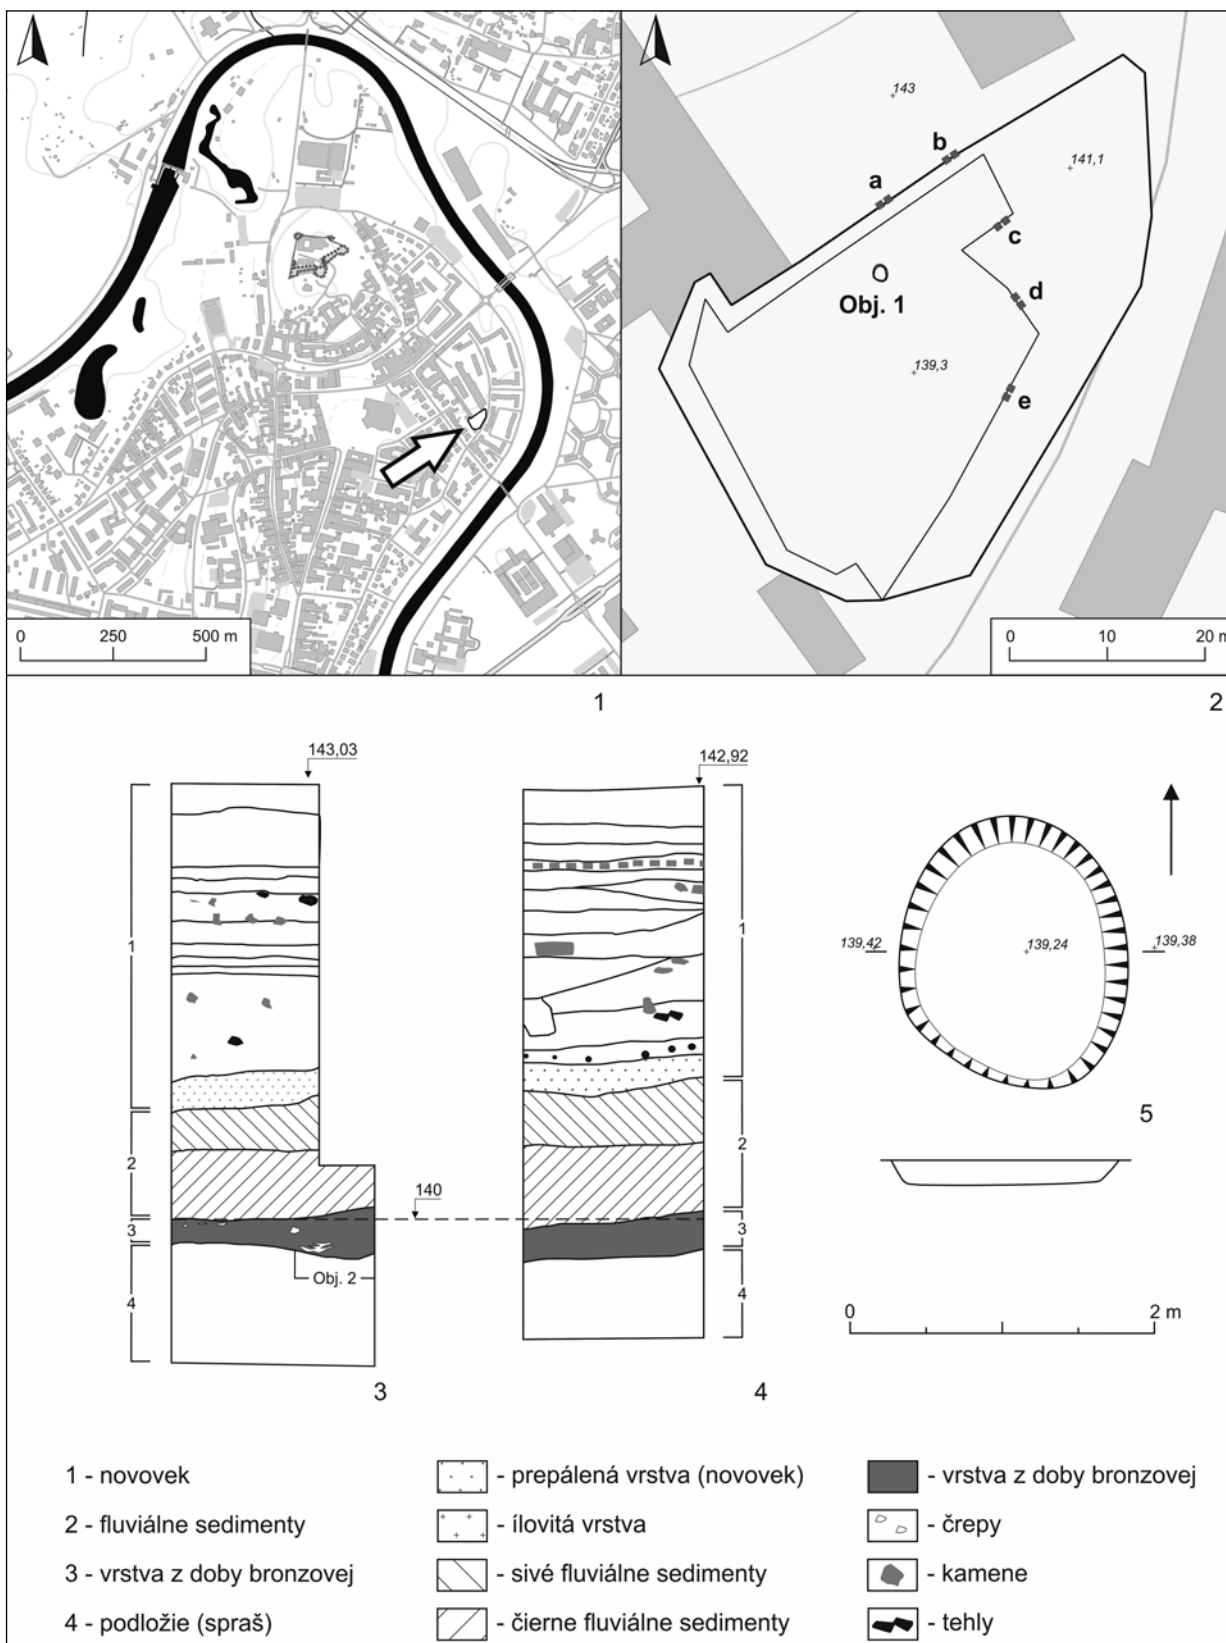 143
141,1
b
a
c
d
Obj. 1
139,3
e
0 250 500 m
0 10 20 m
1
2
143,03
142,92
1
1
139,42
139,24
139,38
5
2
2
140
3
3
Obj. 2
4
4
0 2 m
3
4
1 - novovek
2 - fluviálne sedimenty
3 - vrstva z doby bronzovej
4 - podložie (spraš)
- prepálená vrstva (novovek)
- ílovitá vrstva
- sivé fluviálne sedimenty
- čierne fluviálne sedimenty
- vrstva z doby bronzovej
- črepy
- kamene
- tehly